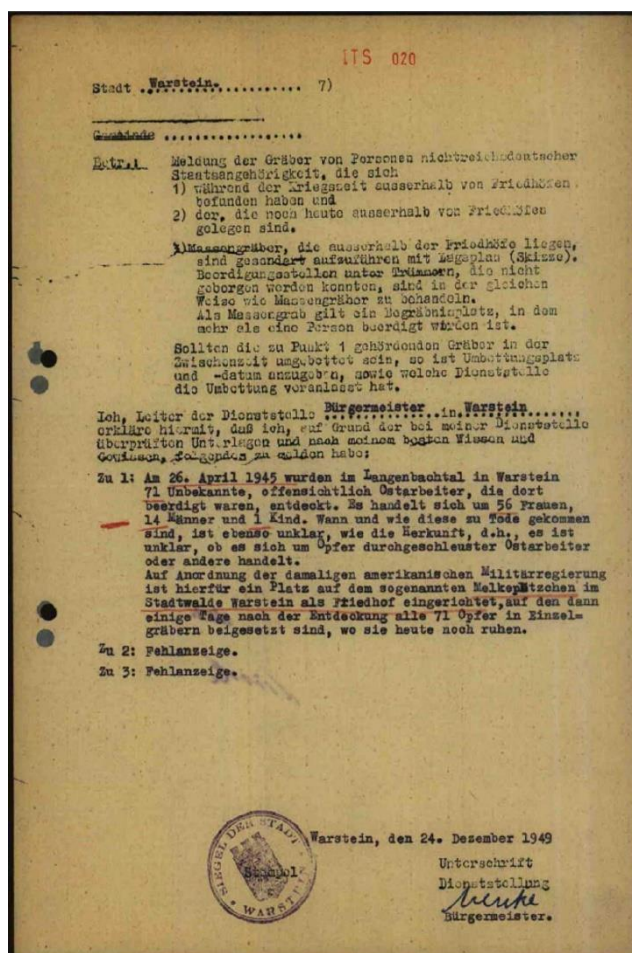 ITS 020
Stadt .Warstein............. 7)
Gemeinde ..................
Betr.: Meldung der Gräber von Personen nichtreichsdeutscher
Staatsangehörigkeit, die sich
1) während der Kriegszeit ausserhalb von Friedhöfen
befunden haben und
2) der, die noch heute ausserhalb von Friedhöfen
gelegen sind.
3)Massengräber, die ausserhalb der Friedhöfe liegen,
sind gesondert aufzuführen mit Lageplan (Skizze).
Beerdigungsstellen unter Trümmern, die nicht
geborgen werden konnten, sind in der gleichen
Weise wie Massengräber zu behandeln.
Als Massengrab gilt ein Begräbnisplatz, in dem
mehr als eine Person beerdigt worden ist.
Sollten die zu Punkt 1 gehörenden Gräber in der
Zwischenzeit umgebettet sein, so ist Umbettungsplatz
und -datum anzugeben, sowie welche Dienststelle
die Umbettung veranlasst hat.
Ich, Leiter der Dienststelle Bürgermeister..in.Warstein.......
erkläre hiermit, daß ich, auf Grund der bei meiner Dienststelle
überprüften Unterlagen und nach meinem besten Wissen und
Gewissen, folgendes zu melden habe:
Zu 1: Am 26. April 1945 wurden im Langenbachtal in Warstein
71 Unbekannte, offensichtlich Ostarbeiter, die dort
beerdigt waren, entdeckt. Es handelt sich um 56 Frauen,
14 Männer und 1 Kind. Wann und wie diese zu Tode gekommen
sind, ist ebenso unklar, wie die Herkunft, d.h., es ist
unklar, ob es sich um Opfer durchgeschleuster Ostarbeiter
oder andere handelt.
Auf Anordnung der damaligen amerikanischen Militärregierung
ist hierfür ein Platz auf dem sogenannten Melkeplätzchen im
Stadtwalde Warstein als Friedhof eingerichtet,auf den dann
einige Tage nach der Entdeckung alle 71 Opfer in Einzel-
gräbern beigesetzt sind, wo sie heute noch ruhen.
Zu 2: Fehlanzeige.
Zu 3: Fehlanzeige.
SIEGEL DER STADT WARSTEIN
Stempel
Warstein, den 24. Dezember 1949
Unterschrift
Dienststellung
Bürgermeister.